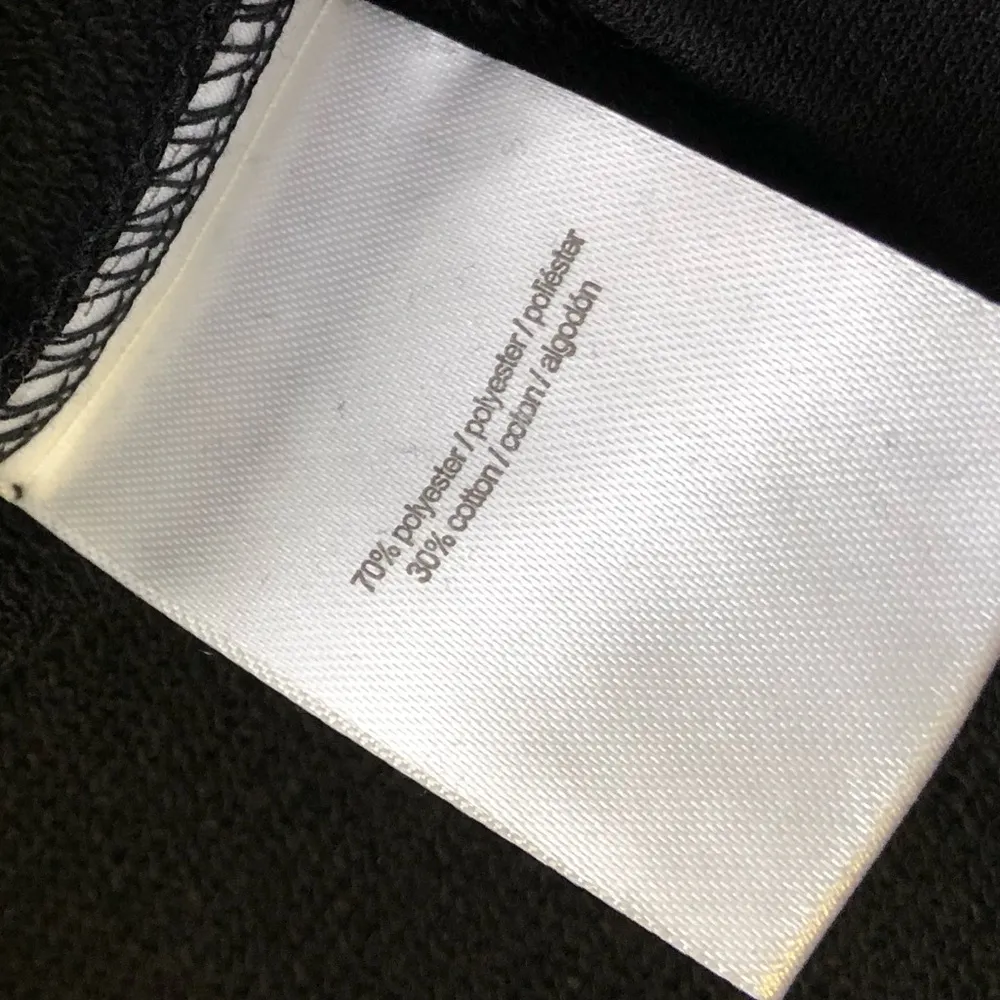 70% polyester / polyester / poliéster
30% cotton / coton / algodón